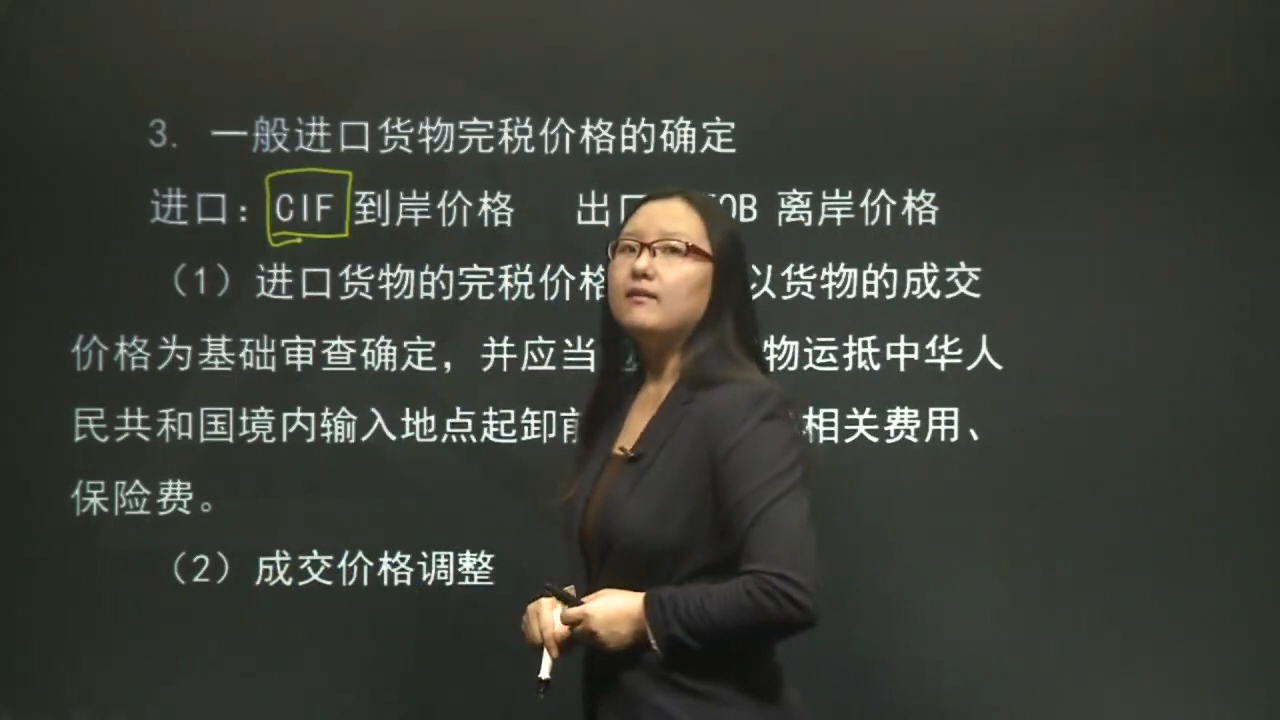 3. 一般进口货物完税价格的确定
进口：CIF 到岸价格 出 OB 离岸价格
（1）进口货物的完税价 以货物的成交
价格为基础审查确定，并应当 物运抵中华人
民共和国境内输入地点起卸前 相关费用、
保险费。
（2）成交价格调整